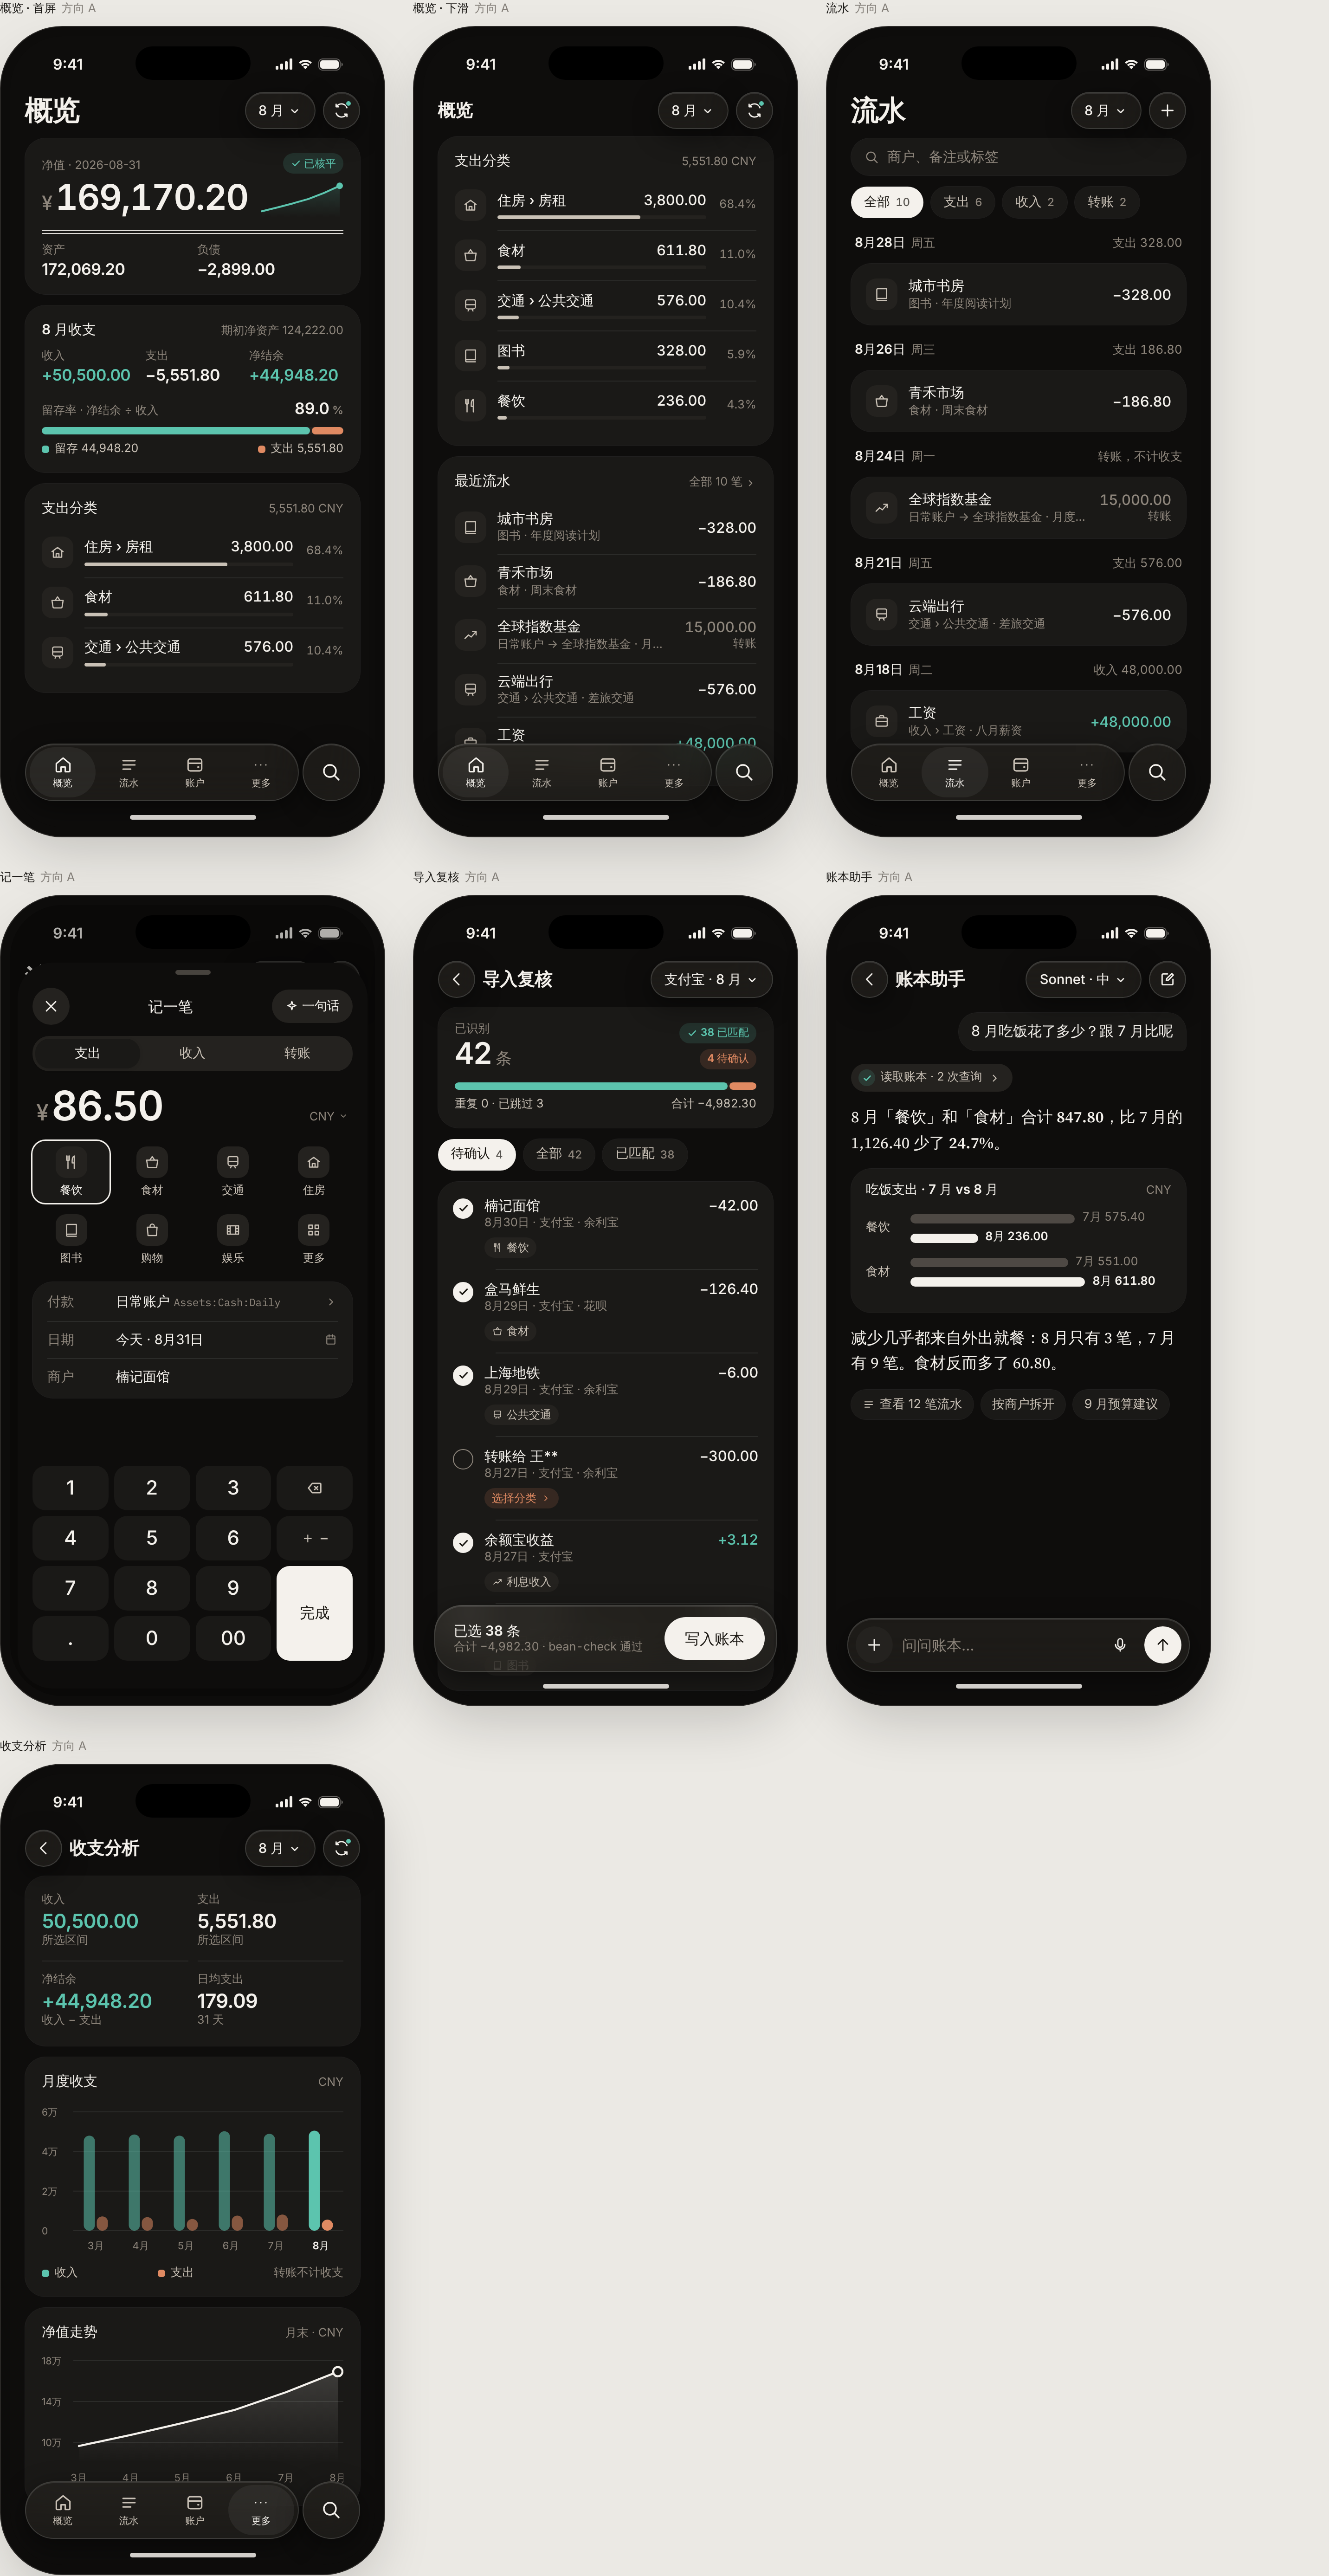 概览 · 首屏 方向 A
9:41
概览
8 月
净值 · 2026-08-31
已核平
¥169,170.20
资产 负债
172,069.20 −2,899.00
8 月收支 期初净资产 124,222.00
收入 支出 净结余
+50,500.00 −5,551.80 +44,948.20
留存率 · 净结余 ÷ 收入 89.0 %
留存 44,948.20 支出 5,551.80
支出分类 5,551.80 CNY
住房 › 房租 3,800.00 68.4%
食材 611.80 11.0%
交通 › 公共交通 576.00 10.4%
概览 流水 账户 更多
概览 · 下滑 方向 A
9:41
概览
8 月
支出分类 5,551.80 CNY
住房 › 房租 3,800.00 68.4%
食材 611.80 11.0%
交通 › 公共交通 576.00 10.4%
图书 328.00 5.9%
餐饮 236.00 4.3%
最近流水 全部 10 笔 ›
城市书房 −328.00
图书 · 年度阅读计划
青禾市场 −186.80
食材 · 周末食材
全球指数基金 15,000.00
日常账户 → 全球指数基金 · 月... 转账
云端出行 −576.00
交通 › 公共交通 · 差旅交通
工资 +48,000.00
概览 流水 账户 更多
流水 方向 A
9:41
流水
8 月
商户、备注或标签
全部 10 支出 6 收入 2 转账 2
8月28日 周五 支出 328.00
城市书房 −328.00
图书 · 年度阅读计划
8月26日 周三 支出 186.80
青禾市场 −186.80
食材 · 周末食材
8月24日 周一 转账，不计收支
全球指数基金 15,000.00
日常账户 → 全球指数基金 · 月度... 转账
8月21日 周五 支出 576.00
云端出行 −576.00
交通 › 公共交通 · 差旅交通
8月18日 周二 收入 48,000.00
工资 +48,000.00
收入 › 工资 · 八月薪资
概览 流水 账户 更多
记一笔 方向 A
9:41
记一笔
一句话
支出 收入 转账
¥86.50 CNY
餐饮 食材 交通 住房
图书 购物 娱乐 更多
付款 日常账户 Assets:Cash:Daily
日期 今天 · 8月31日
商户 楠记面馆
1 2 3
4 5 6 + −
7 8 9
完成
. 0 00
导入复核 方向 A
9:41
导入复核
支付宝 · 8 月
已识别
38 已匹配
42 条
4 待确认
重复 0 · 已跳过 3 合计 −4,982.30
待确认 4 全部 42 已匹配 38
楠记面馆 −42.00
8月30日 · 支付宝 · 余利宝
餐饮
盒马鲜生 −126.40
8月29日 · 支付宝 · 花呗
食材
上海地铁 −6.00
8月29日 · 支付宝 · 余利宝
公共交通
转账给 王** −300.00
8月27日 · 支付宝 · 余利宝
选择分类 ›
余额宝收益 +3.12
8月27日 · 支付宝
利息收入
已选 38 条
合计 −4,982.30 · bean-check 通过
写入账本
图书
账本助手 方向 A
9:41
账本助手
Sonnet · 中
8 月吃饭花了多少？跟 7 月比呢
读取账本 · 2 次查询 ›
8 月「餐饮」和「食材」合计 847.80，比 7 月的
1,126.40 少了 24.7%。
吃饭支出 · 7 月 vs 8 月 CNY
餐饮
7月 575.40
8月 236.00
食材
7月 551.00
8月 611.80
减少几乎都来自外出就餐：8 月只有 3 笔，7 月
有 9 笔。食材反而多了 60.80。
查看 12 笔流水 按商户拆开 9 月预算建议
问问账本...
收支分析 方向 A
9:41
收支分析
8 月
收入 支出
50,500.00 5,551.80
所选区间 所选区间
净结余 日均支出
+44,948.20 179.09
收入 − 支出 31 天
月度收支 CNY
6万
4万
2万
0
3月 4月 5月 6月 7月 8月
收入 支出 转账不计收支
净值走势 月末 · CNY
18万
14万
10万
3月 4月 5月 6月 7月 8月
概览 流水 账户 更多